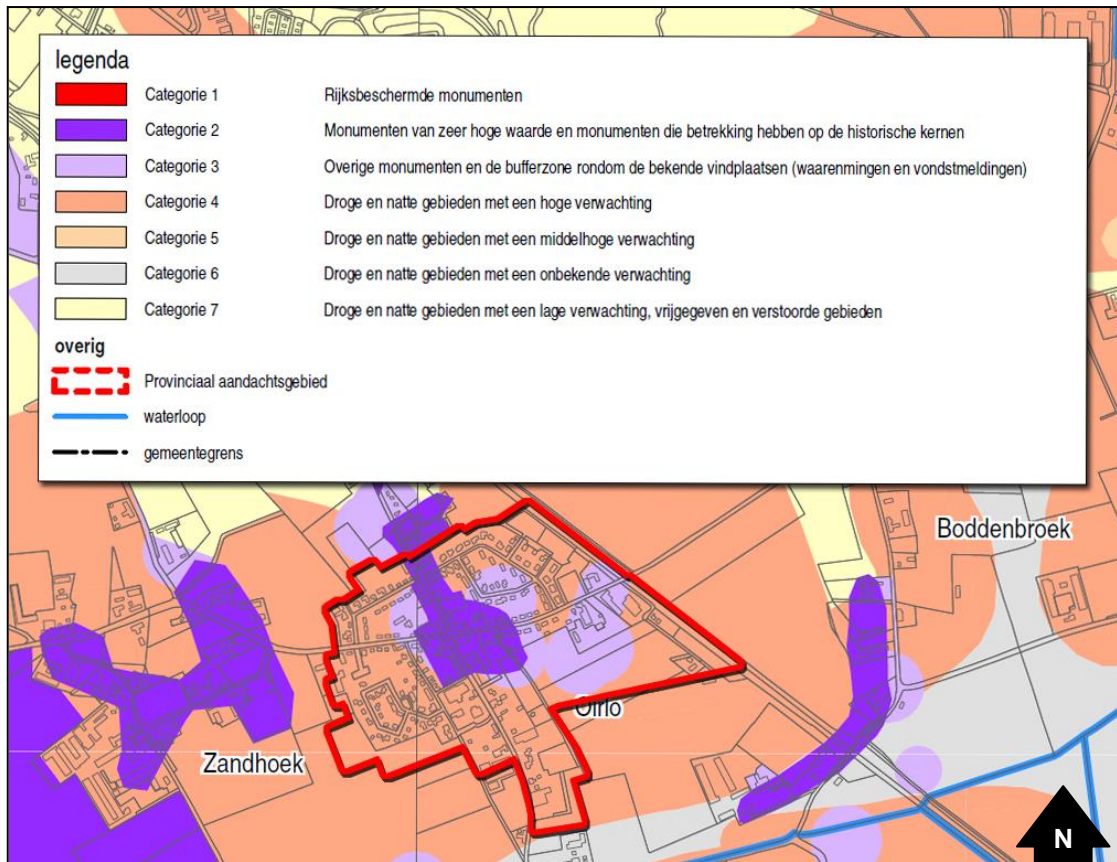 legenda
Categorie 1 Rijksbeschermde monumenten
Categorie 2 Monumenten van zeer hoge waarde en monumenten die betrekking hebben op de historische kernen
Categorie 3 Overige monumenten en de bufferzone rondom de bekende vindplaatsen (waarenmingen en vondstmeldingen)
Categorie 4 Droge en natte gebieden met een hoge verwachting
Categorie 5 Droge en natte gebieden met een middelhoge verwachting
Categorie 6 Droge en natte gebieden met een onbekende verwachting
Categorie 7 Droge en natte gebieden met een lage verwachting, vrijgegeven en verstoorde gebieden
overig
Provinciaal aandachtsgebied
waterloop
gemeentegrens
Boddenbroek
Oirlo
Zandhoek
N